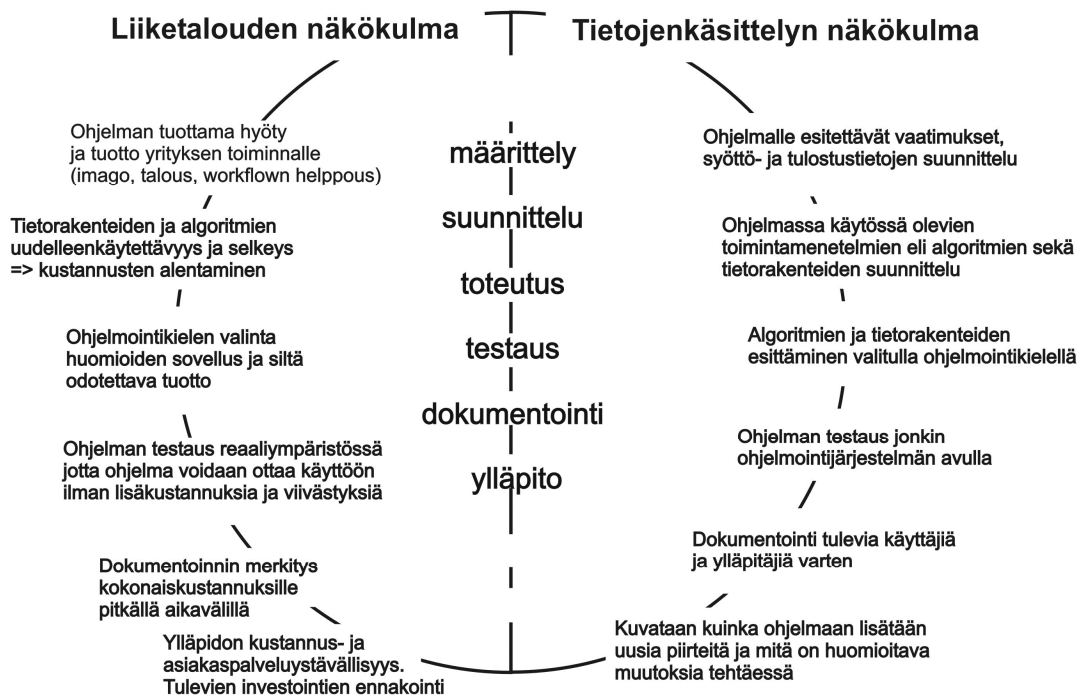 Liiketalouden näkökulma
Tietojenkäsittelyn näkökulma
Ohjelman tuottama hyöty
ja tuotto yrityksen toiminnalle
(imago, talous, workflown helppous)
Tietorakenteiden ja algoritmien
uudelleenkäytettävyys ja selkeys
=> kustannusten alentaminen
Ohjelmointikielen valinta
huomioiden sovellus ja siltä
odotettava tuotto
Ohjelman testaus reaaliympäristössä
jotta ohjelma voidaan ottaa käyttöön
ilman lisäkustannuksia ja viivästyksiä
Dokumentoinnin merkitys
kokonaiskustannuksille
pitkällä aikavälillä
Ylläpidon kustannus- ja
asiakaspalveluystävällisyys.
Tulevien investointien ennakointi
määrittely
suunnittelu
toteutus
testaus
dokumentointi
ylläpito
Ohjelmalle esitettävät vaatimukset,
syöttö- ja tulostustietojen suunnittelu
Ohjelmassa käytössä olevien
toimintamenetelmien eli algoritmien sekä
tietorakenteiden suunnittelu
Algoritmien ja tietorakenteiden
esittäminen valitulla ohjelmointikielellä
Ohjelman testaus jonkin
ohjelmointijärjestelmän avulla
Dokumentointi tulevia käyttäjiä
ja ylläpitäjiä varten
Kuvataan kuinka ohjelmaan lisätään
uusia piirteitä ja mitä on huomioitava
muutoksia tehtäessä